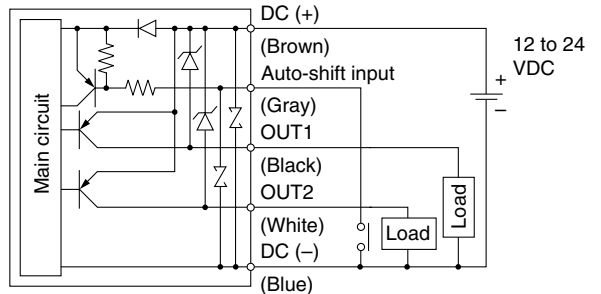 DC (+)
(Brown)
12 to 24
VDC
+
–
Auto-shift input
(Gray)
OUT1
(Black)
OUT2
(White)
DC (–)
(Blue)
Main circuit
Load
Load